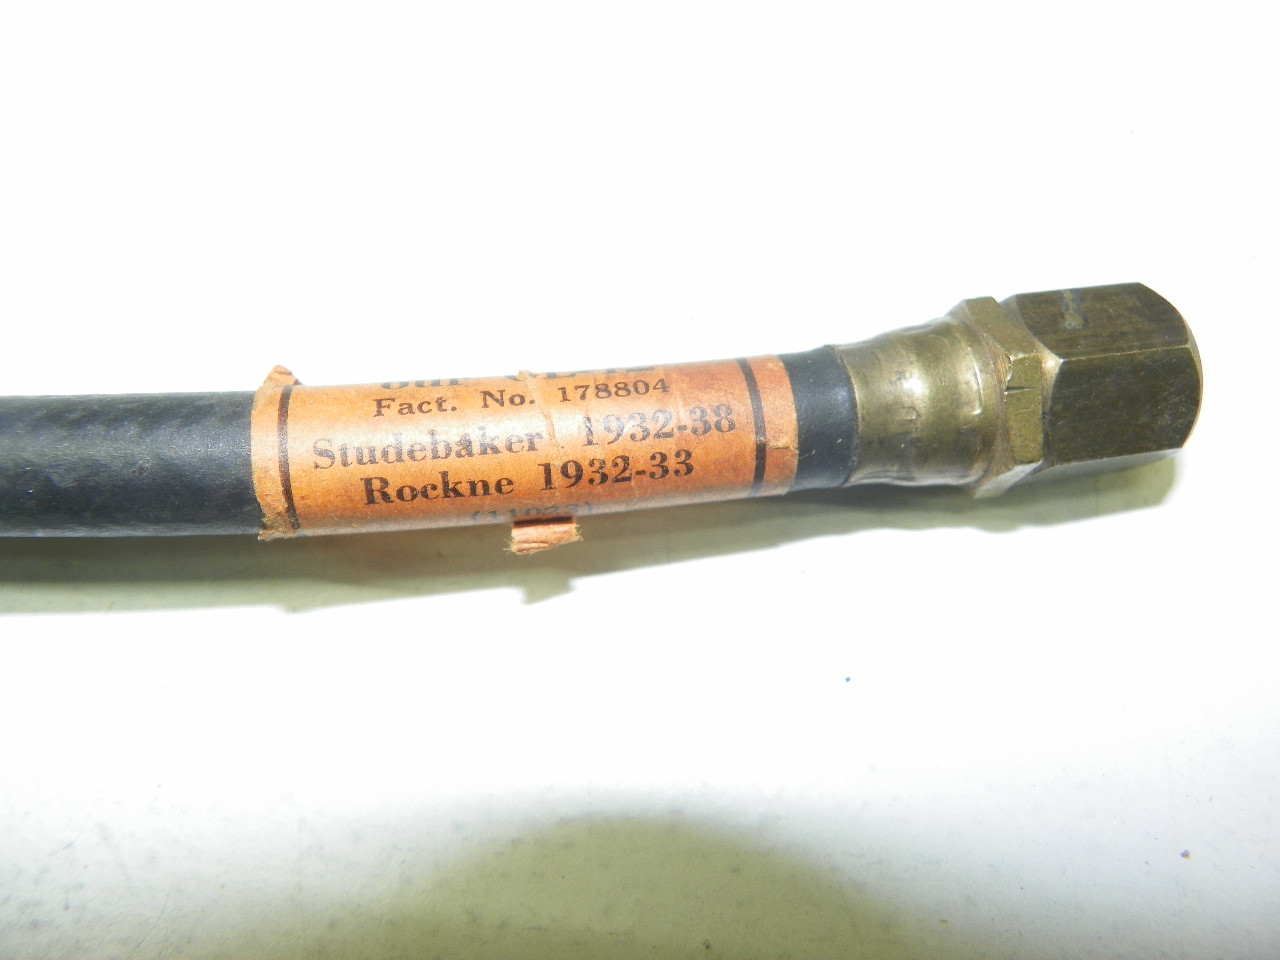 Fact. No. 178804
Studebaker 1932-38
Rockne 1932-33